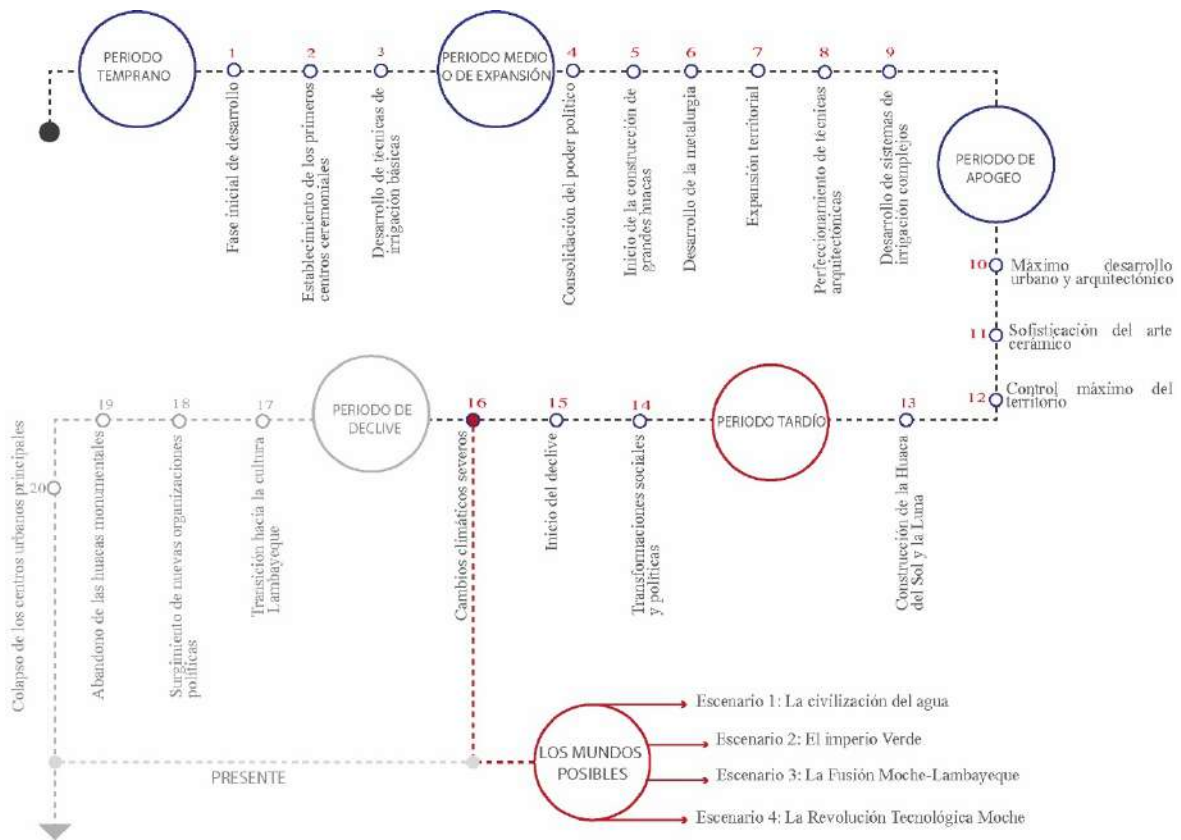 PERIODO
TEMPRANO
1
Fase inicial de desarrollo
2
Establecimiento de los primeros
centros ceremoniales
3
Desarrollo de técnicas de
irrigación básicas
PERIODO MEDIO
O DE EXPANSIÓN
4
Consolidación del poder político
5
Inicio de la construcción de
grandes huacas
6
Desarrollo de la metalurgia
7
Expansión territorial
8
Perfeccionamiento de técnicas
arquitectónicas
9
Desarrollo de sistemas de
irrigación complejos
PERIODO DE
APOGEO
10
Máximo desarrollo
urbano y arquitectónico
11
Sofisticación del arte
cerámico
12
Control máximo del
territorio
13
Construcción de la Huaca
del Sol y la Luna
PERIODO TARDÍO
14
Transformaciones sociales
y políticas
15
Inicio del declive
16
Cambios climáticos severos
PERIODO DE
DECLIVE
17
Transición hacia la cultura
Lambayeque
18
Surgimiento de nuevas organizaciones
políticas
19
Abandono de las huacas monumentales
20
Colapso de los centros urbanos principales
PRESENTE
LOS MUNDOS
POSIBLES
Escenario 1: La civilización del agua
Escenario 2: El imperio Verde
Escenario 3: La Fusión Moche-Lambayeque
Escenario 4: La Revolución Tecnológica Moche